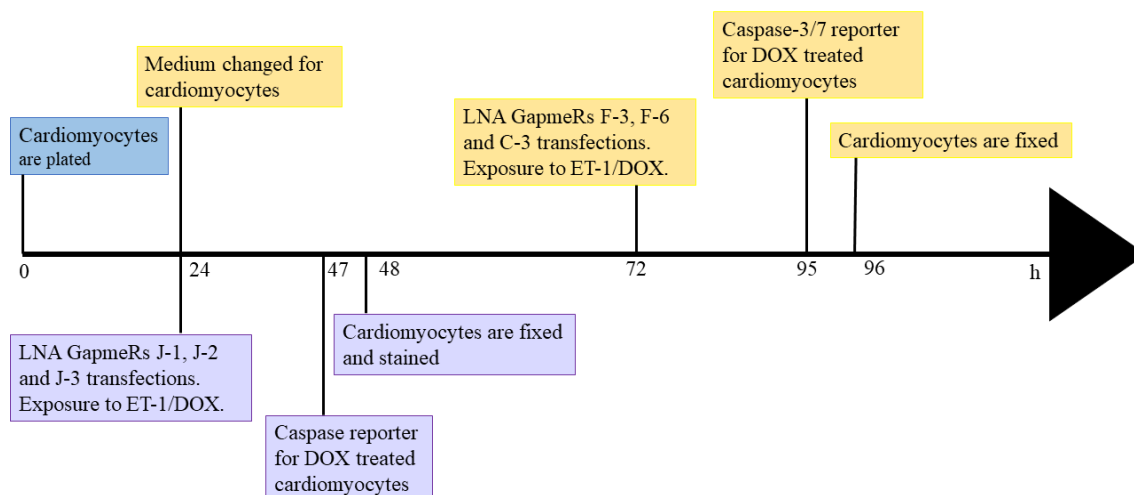 Caspase-3/7 reporter
for DOX treated
cardiomyocytes
Medium changed for
cardiomyocytes
LNA GapmeRs F-3, F-6
and C-3 transfections.
Exposure to ET-1/DOX.
Cardiomyocytes
are plated
Cardiomyocytes are fixed
0
24
47
48
72
95
96
h
LNA GapmeRs J-1, J-2
and J-3 transfections.
Exposure to ET-1/DOX.
Cardiomyocytes are fixed
and stained
Caspase reporter
for DOX treated
cardiomyocytes